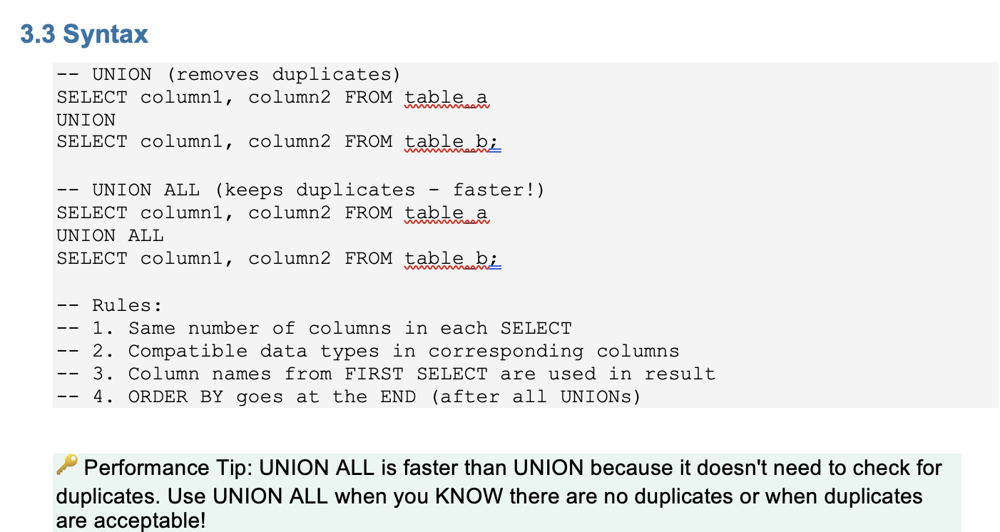 3.3 Syntax
-- UNION (removes duplicates)
SELECT column1, column2 FROM table_a
UNION
SELECT column1, column2 FROM table_b;
-- UNION ALL (keeps duplicates - faster!)
SELECT column1, column2 FROM table_a
UNION ALL
SELECT column1, column2 FROM table_b;
-- Rules:
-- 1. Same number of columns in each SELECT
-- 2. Compatible data types in corresponding columns
-- 3. Column names from FIRST SELECT are used in result
-- 4. ORDER BY goes at the END (after all UNIONs)
🔑 Performance Tip: UNION ALL is faster than UNION because it doesn't need to check for
duplicates. Use UNION ALL when you KNOW there are no duplicates or when duplicates
are acceptable!